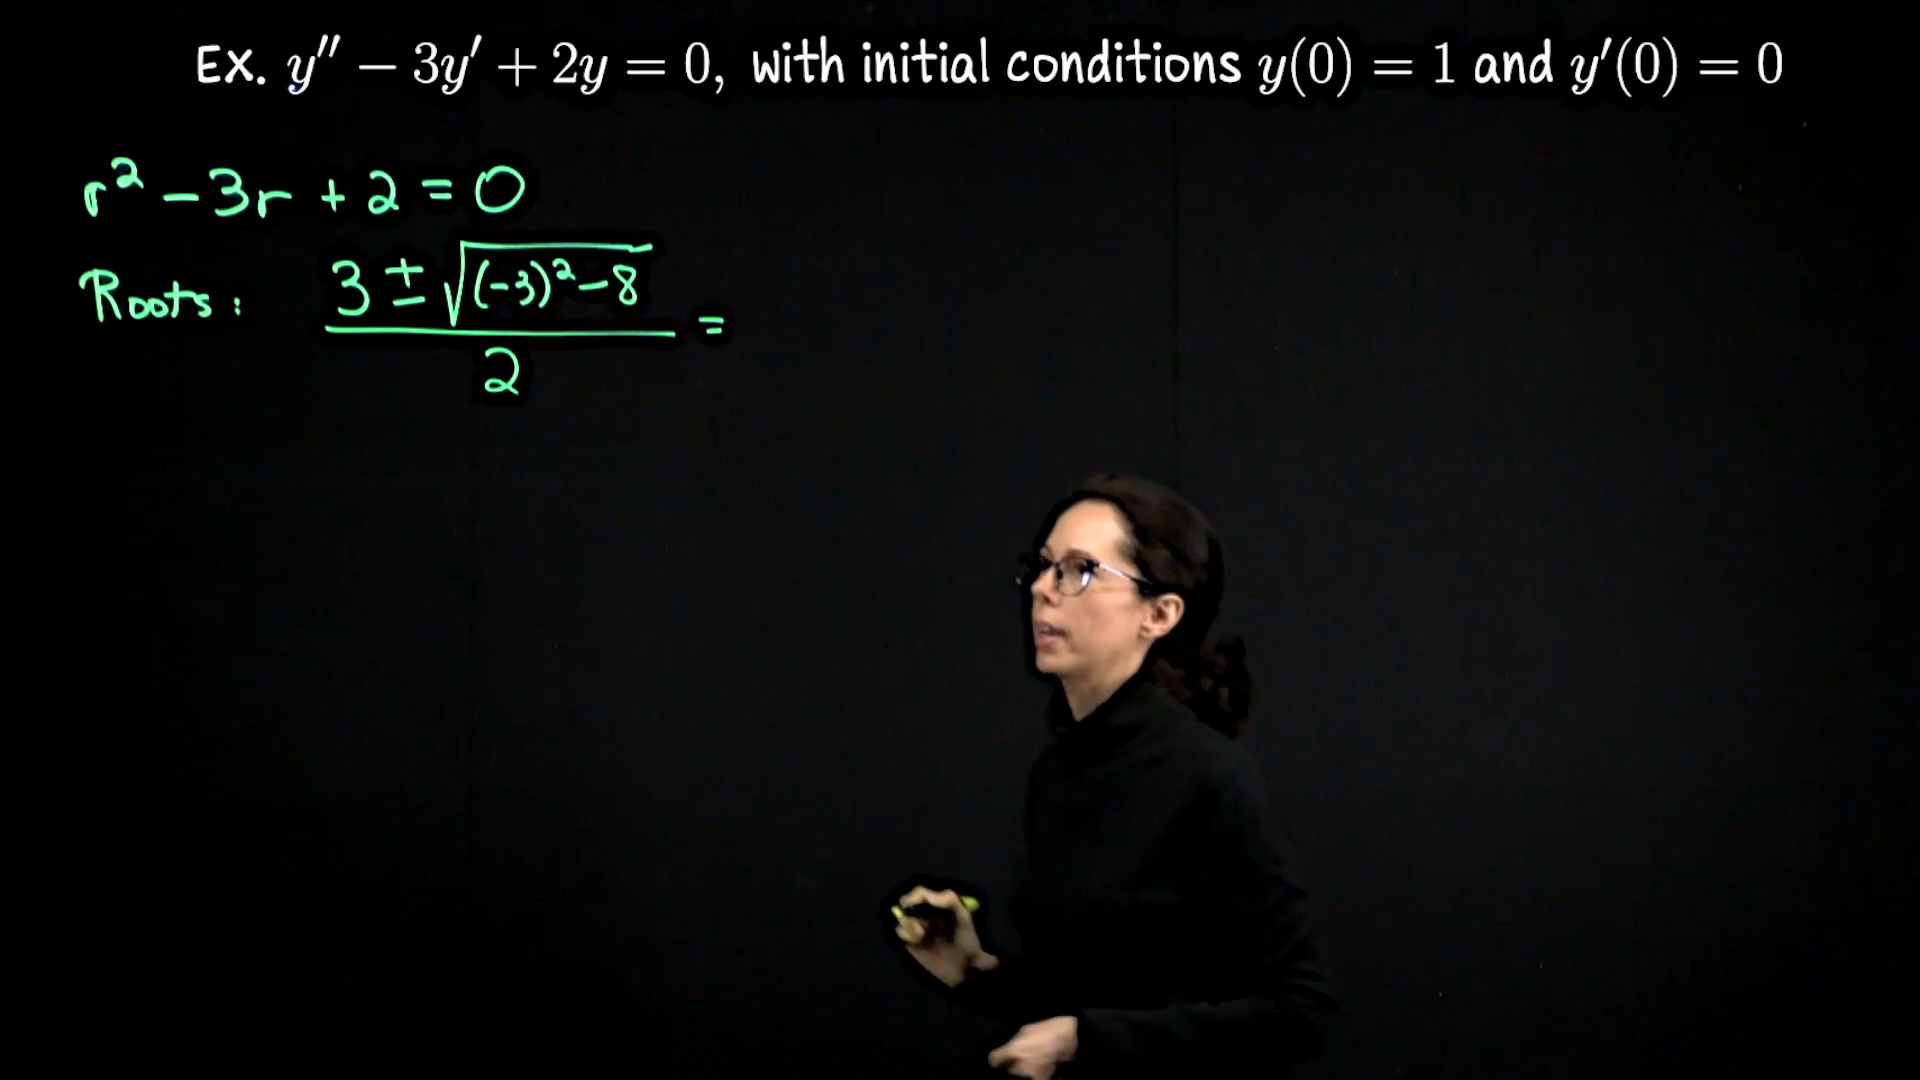 Ex. y'' − 3y' + 2y = 0, with initial conditions y(0) = 1 and y'(0) = 0
r² − 3r + 2 = 0
Roots: (3 ± √((-3)² − 8)) / 2 =